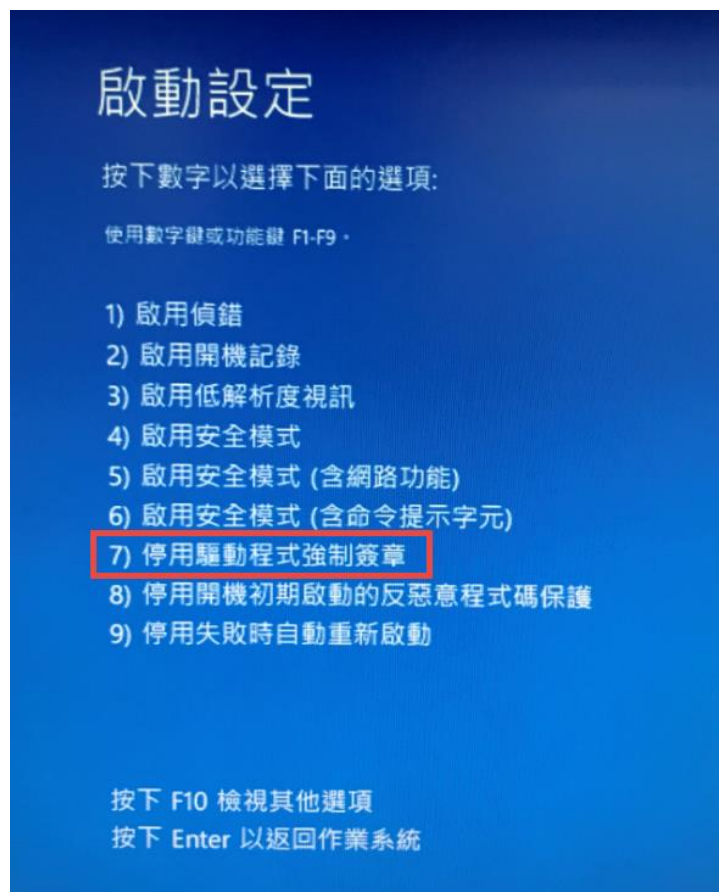 啟動設定
按下數字以選擇下面的選項:
使用數字鍵或功能鍵 F1-F9。
1) 啟用偵錯
2) 啟用開機記錄
3) 啟用低解析度視訊
4) 啟用安全模式
5) 啟用安全模式 (含網路功能)
6) 啟用安全模式 (含命令提示字元)
7) 停用驅動程式強制簽章
8) 停用開機初期啟動的反惡意程式碼保護
9) 停用失敗時自動重新啟動
按下 F10 檢視其他選項
按下 Enter 以返回作業系統